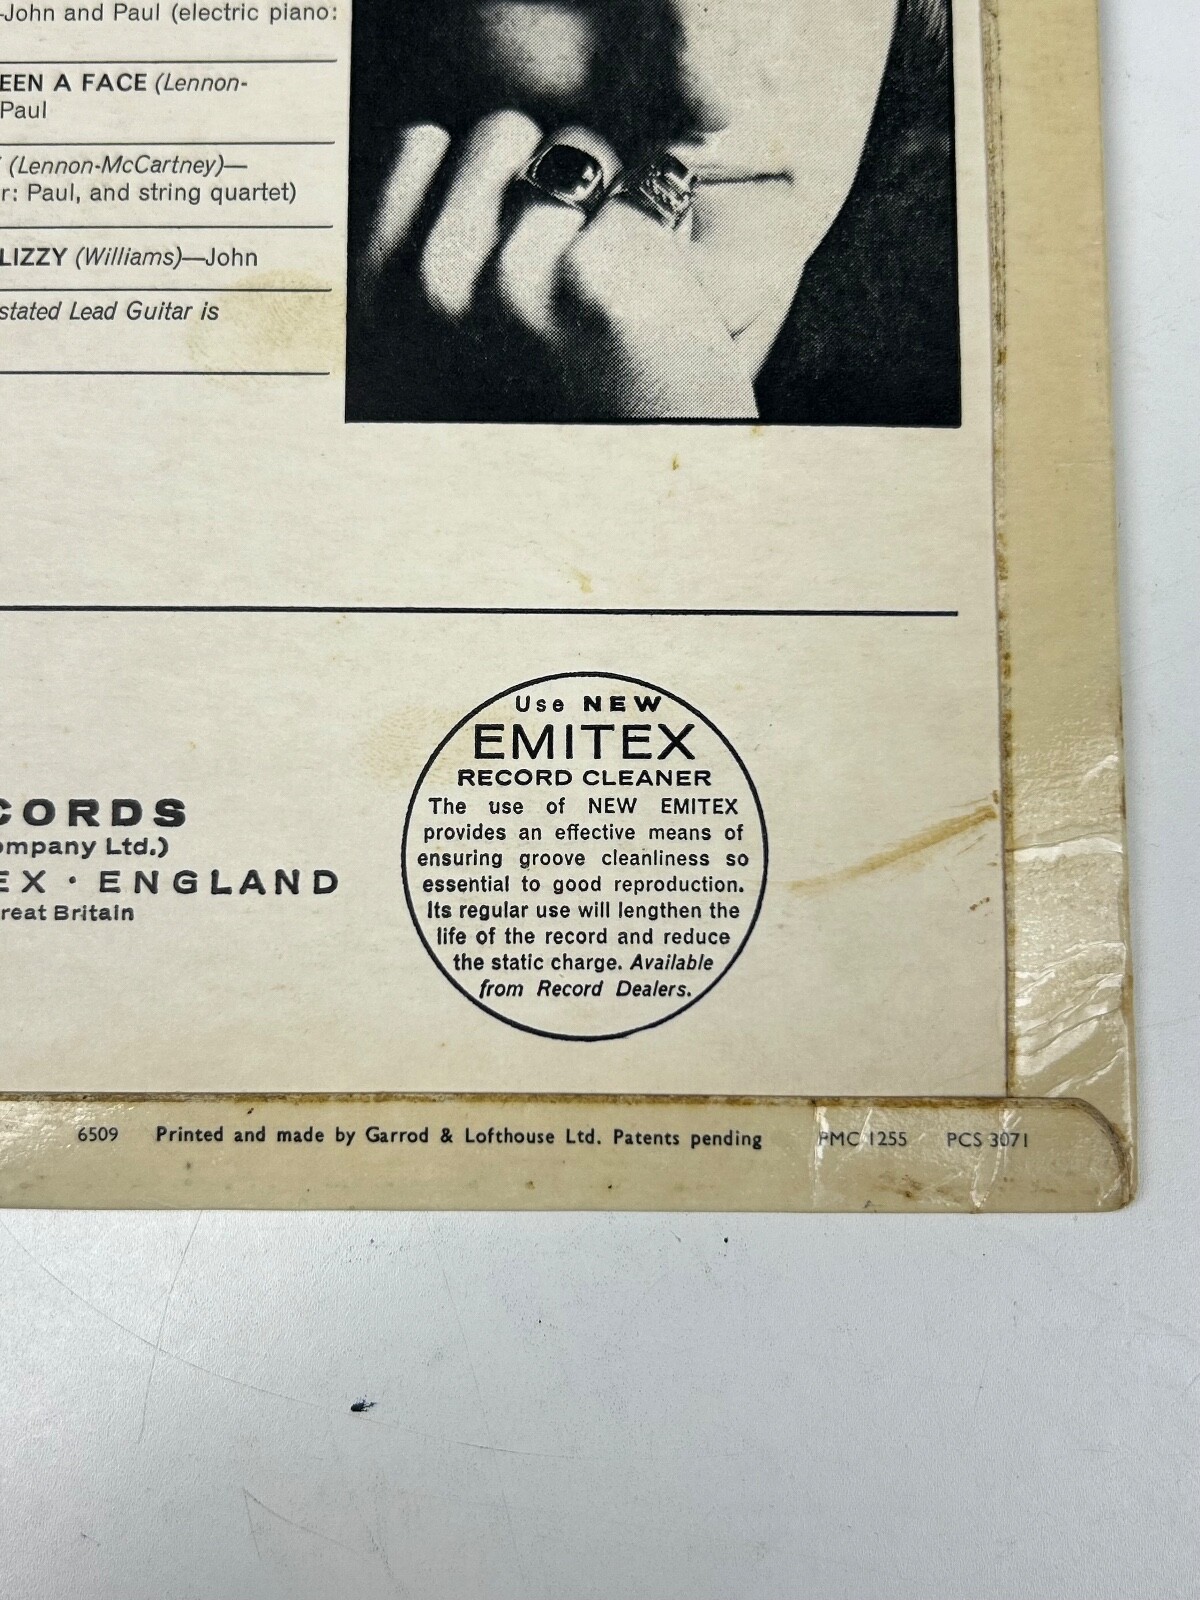 -John and Paul (electric piano:
EEN A FACE (Lennon-
Paul
(Lennon-McCartney)—
r: Paul, and string quartet)
LIZZY (Williams)—John
stated Lead Guitar is
Use NEW
EMITEX
RECORD CLEANER
The use of NEW EMITEX
provides an effective means of
ensuring groove cleanliness so
essential to good reproduction.
Its regular use will lengthen the
life of the record and reduce
the static charge. Available
from Record Dealers.
CORDS
ompany Ltd.)
EX · ENGLAND
reat Britain
6509 Printed and made by Garrod & Lofthouse Ltd. Patents pending PMC 1255 PCS 3071